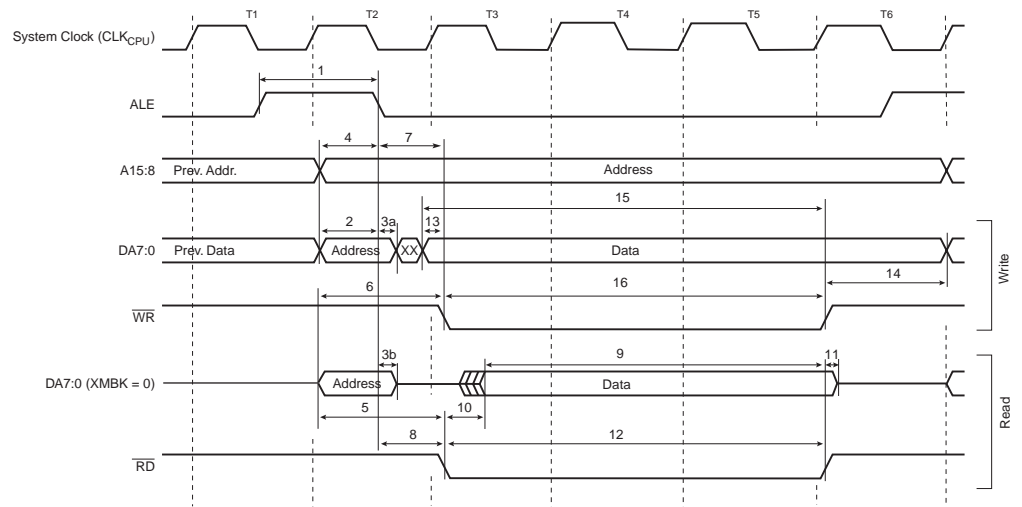 T1 T2 T3 T4 T5 T6
System Clock (CLKCPU)
1
ALE
4 7
A15:8 Prev. Addr. Address
15
2 3a 13
DA7:0 Prev. Data Address XX Data
14
6 16
WR
Write
3b 9 11
DA7:0 (XMBK = 0) Address Data
5 10
8 12
RD
Read